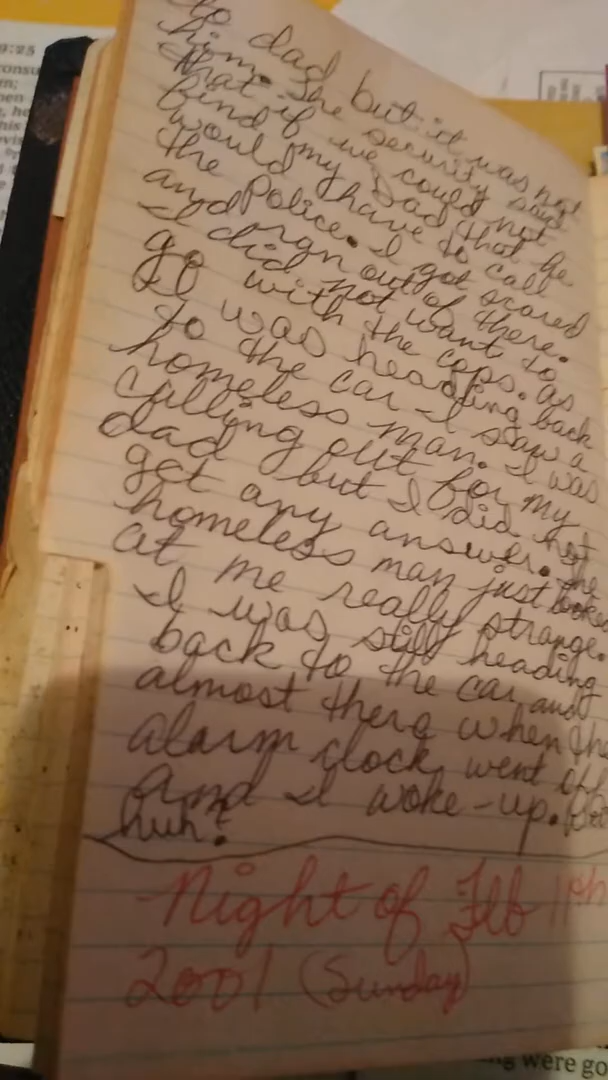 to dad but it was not
him. The security said
that if we could not
find my Dad that he
would have to call
the Police. I got scared
and ran out of there.
I did not want to
go with the cops. as
I was heading back
to the car I saw a
homeless man. I was
calling out for my
dad but I did not
get any answer. the
homeless man just looked
at me really strange.
I was still heading
back to the car, and
almost there when the
alarm clock went off
And I woke-up.
huh?
Night of Feb 11th
2001 (Sunday)
9:25
consu
were go